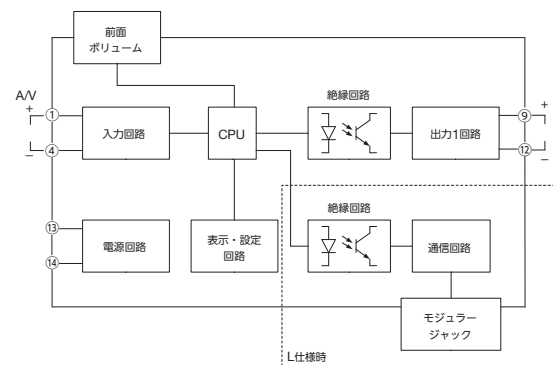 前面
ボリューム
A/V
+
①
④
−
入力回路
CPU
絶縁回路
出力1回路
⑨
+
⑫
−
⑬
⑭
電源回路
表示・設定
回路
絶縁回路
通信回路
モジュラー
ジャック
L仕様時